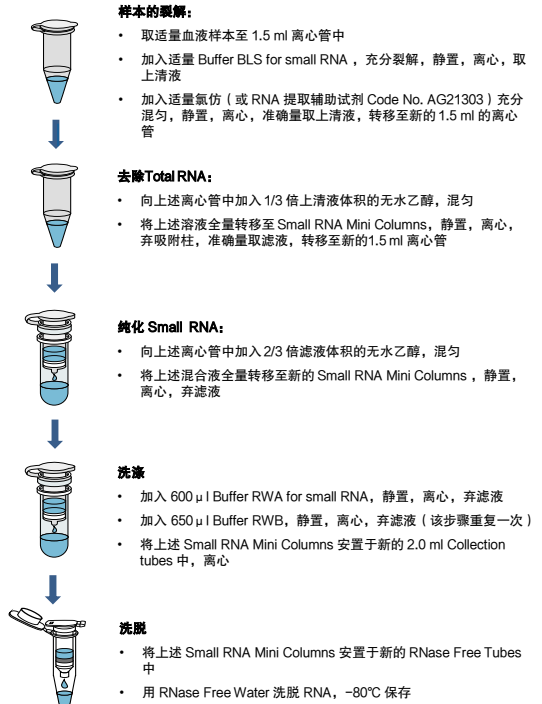 样本的裂解：
• 取适量血液样本至 1.5 ml 离心管中
• 加入适量 Buffer BLS for small RNA ，充分裂解，静置，离心，取
上清液
• 加入适量氯仿（或 RNA 提取辅助试剂 Code No. AG21303）充分
混匀，静置，离心，准确量取上清液，转移至新的 1.5 ml 的离心
管
去除Total RNA：
• 向上述离心管中加入 1/3 倍上清液体积的无水乙醇，混匀
• 将上述溶液全量转移至 Small RNA Mini Columns，静置，离心，
弃吸附柱，准确量取滤液，转移至新的1.5 ml 离心管
纯化 Small RNA：
• 向上述离心管中加入 2/3 倍滤液体积的无水乙醇，混匀
• 将上述混合液全量转移至新的 Small RNA Mini Columns ，静置，
离心，弃滤液
洗涤
• 加入 600 μl Buffer RWA for small RNA，静置，离心，弃滤液
• 加入 650 μl Buffer RWB，静置，离心，弃滤液（该步骤重复一次）
• 将上述 Small RNA Mini Columns 安置于新的 2.0 ml Collection
tubes 中，离心
洗脱
• 将上述 Small RNA Mini Columns 安置于新的 RNase Free Tubes
中
• 用 RNase Free Water 洗脱 RNA，-80℃ 保存